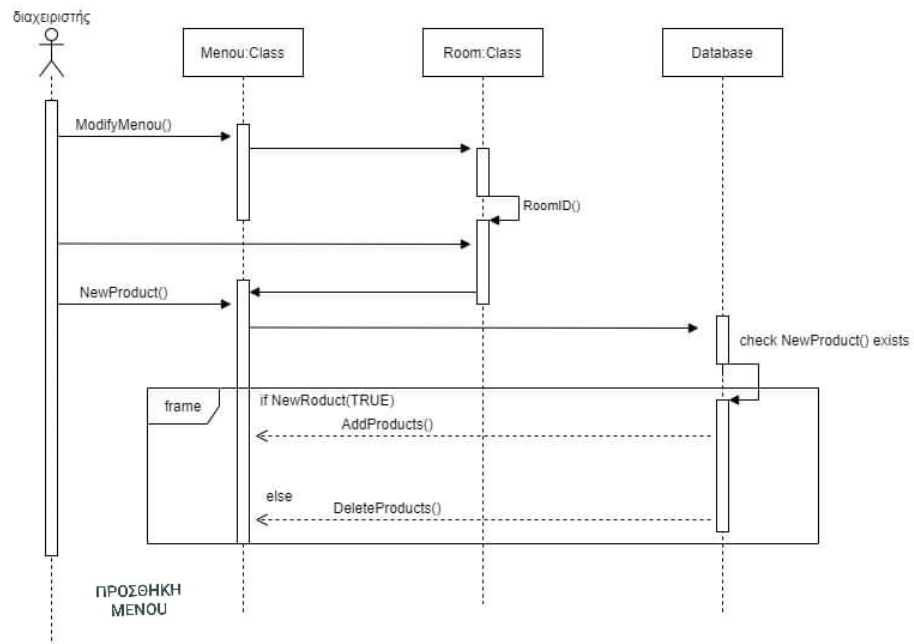 διαχειριστής
Menou:Class
Room:Class
Database
ModifyMenou()
RoomID()
NewProduct()
check NewProduct() exists
frame
if NewRoduct(TRUE)
AddProducts()
else
DeleteProducts()
ΠΡΟΣΘΗΚΗ
MENOU